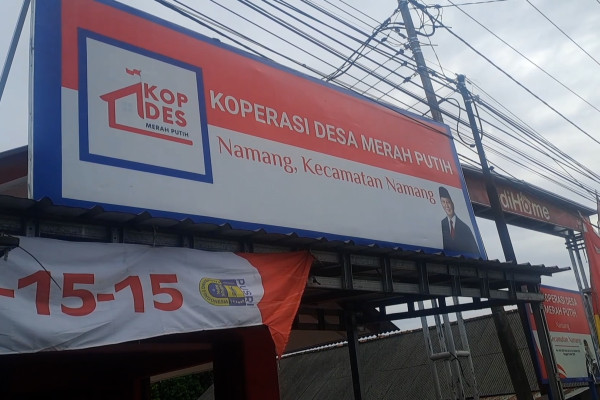 KOP
DES
MERAH PUTIH
KOPERASI DESA MERAH PUTIH
Namang, Kecamatan Namang
diHome
-15-15
KOPERASI DESA
MERAH PUTIH